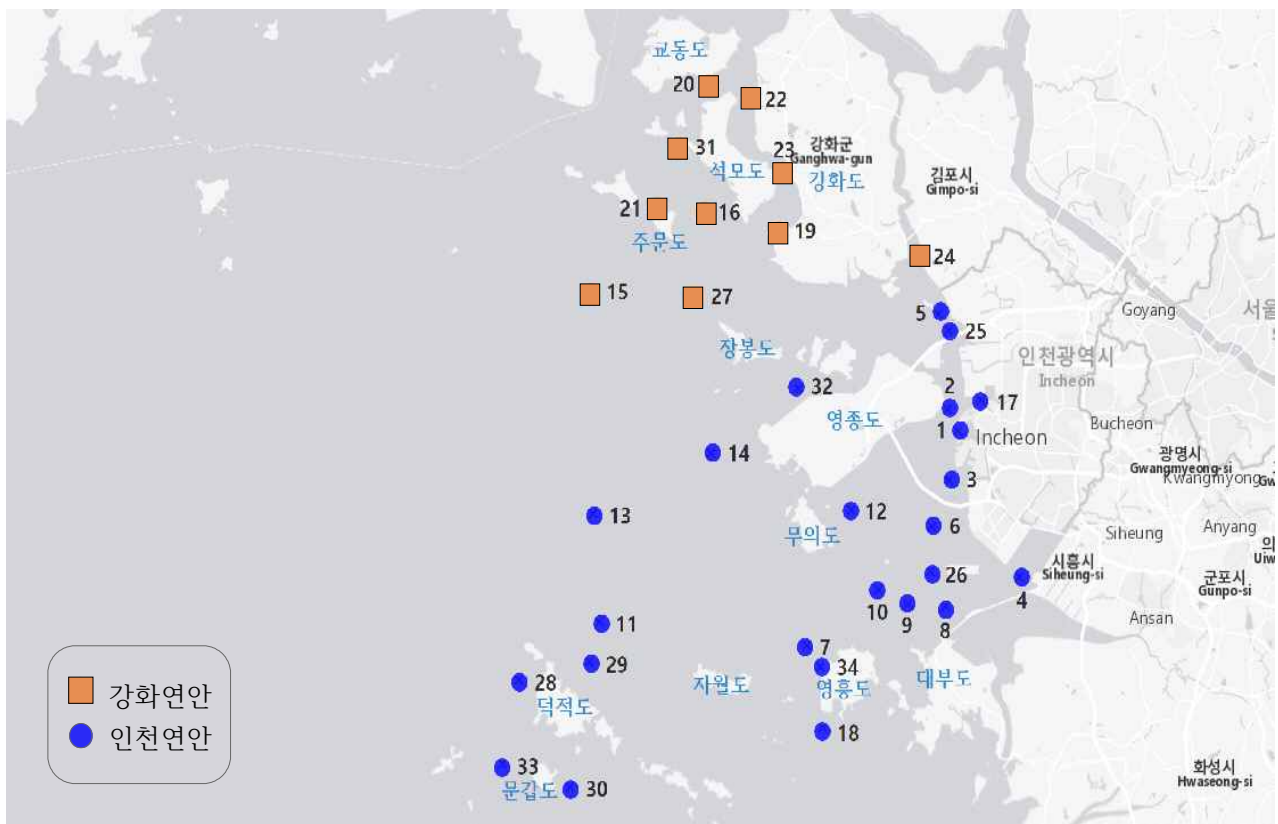 교동도
20
22
31
23
강화군
Ganghwa-gun
석모도
강화도
김포시
Gimpo-si
21
16
주문도
19
24
15
27
5
25
Goyang
서울
장봉도
인천광역시
Incheon
32
2
17
영종도
1
Incheon
Bucheon
14
광명시
Gwangmyeong-si
Kwangmyong
3
13
12
무의도
6
Siheung
Anyang
시흥시
Siheung-si
26
4
군포시
Gunpo-si
10
9
8
Ansan
11
7
29
34
28
자월도
영흥도
대부도
덕적도
18
33
문갑도
30
화성시
Hwaseong-si
강화연안
인천연안